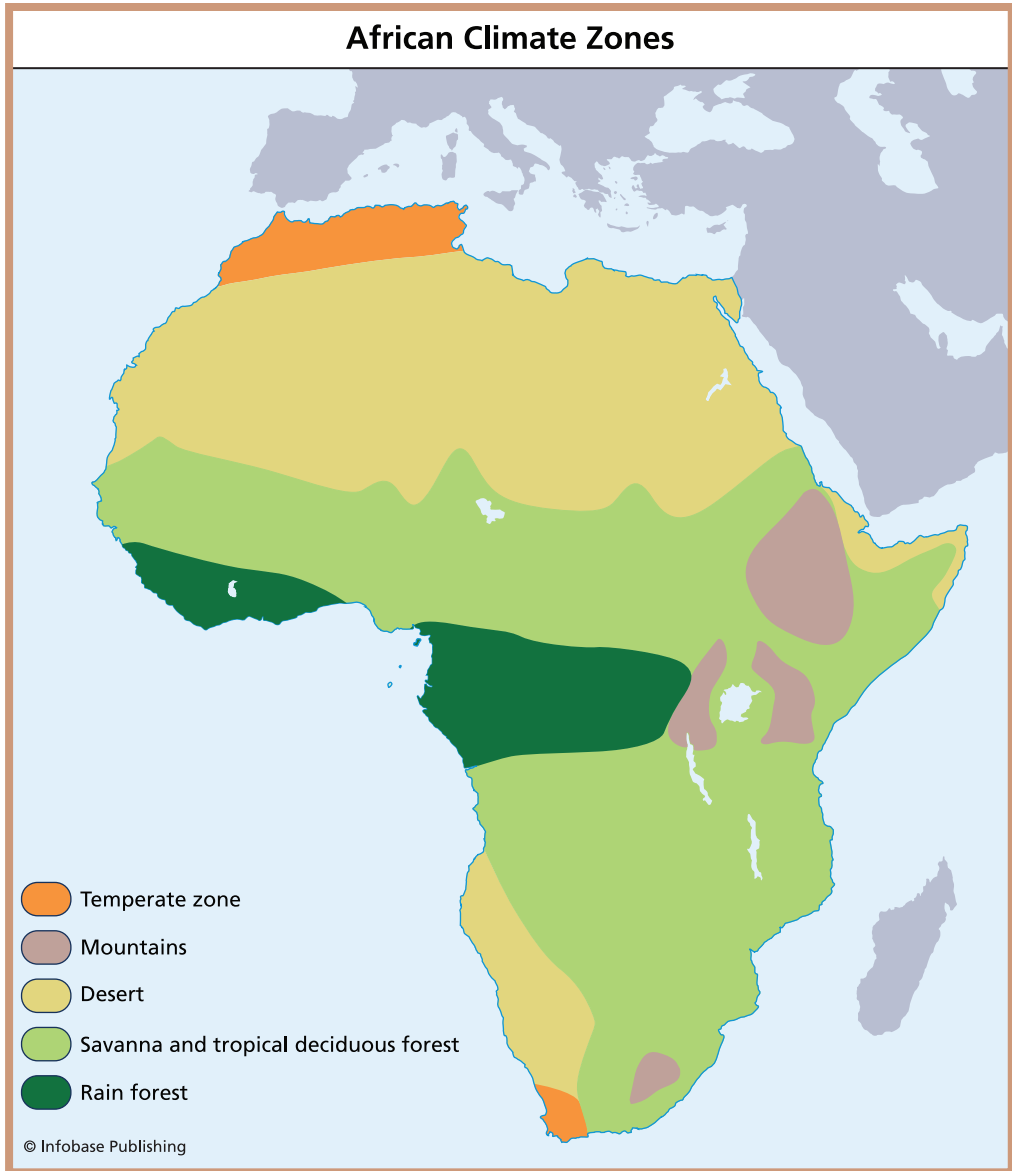 African Climate Zones
Temperate zone
Mountains
Desert
Savanna and tropical deciduous forest
Rain forest
© Infobase Publishing